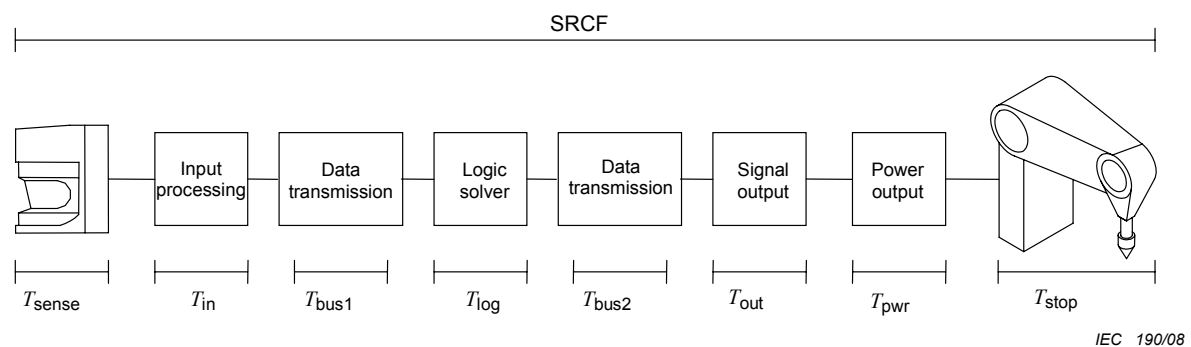 SRCF
Input
processing
Data
transmission
Logic
solver
Data
transmission
Signal
output
Power
output
Tsense
Tin
Tbus1
Tlog
Tbus2
Tout
Tpwr
Tstop
IEC 190/08